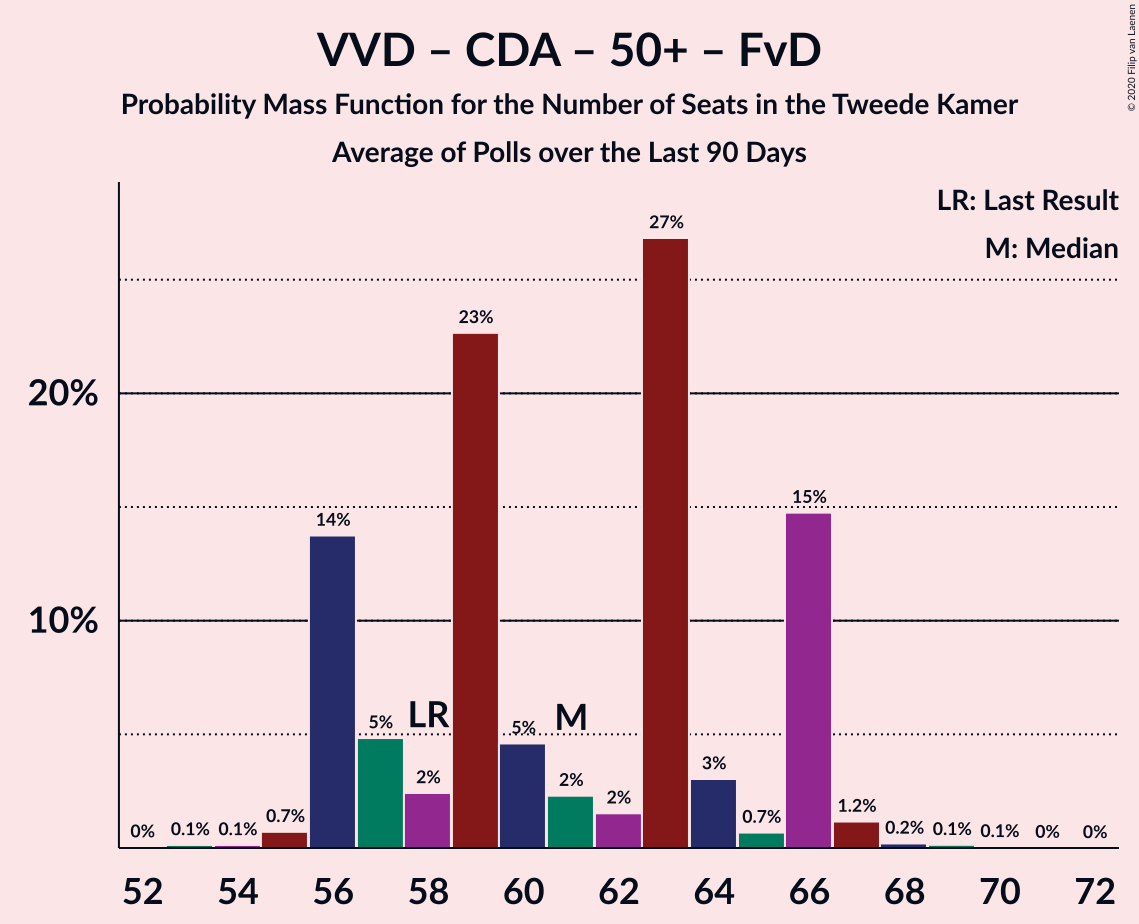 VVD – CDA – 50+ – FvD
Probability Mass Function for the Number of Seats in the Tweede Kamer
Average of Polls over the Last 90 Days
© 2020 Filip van Laenen
LR: Last Result
M: Median
20%
10%
0%
0.1%
0.1%
0.7%
14%
5%
LR
2%
23%
5%
M
2%
2%
27%
3%
0.7%
15%
1.2%
0.2%
0.1%
0.1%
0%
0%
52 54 56 58 60 62 64 66 68 70 72